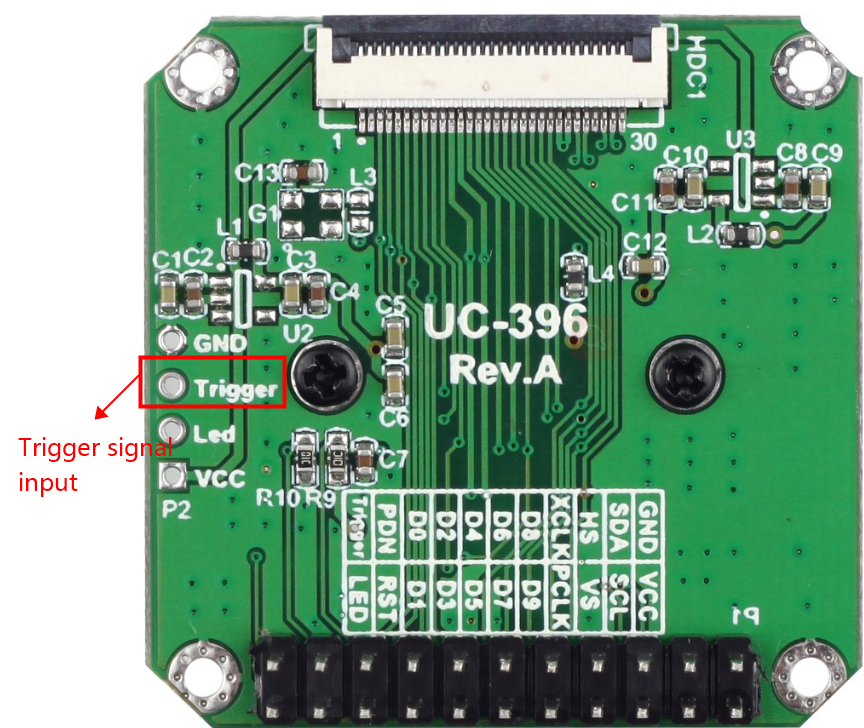 HDC1
1
30
U3
C10
C8
C9
C13
L3
C11
G1
L1
L2
C12
C1
C2
C3
L4
C4
C5
U2
UC-396
GND
Rev.A
Trigger
C6
Trigger signal
input
Led
C7
VCC
R10
R9
P2
Trigger
PDN
D0
D2
D4
D6
D8
XCLK
HS
SDA
GND
LED
RST
D1
D3
D5
D7
D9
PCLK
VS
SCL
VCC
P1